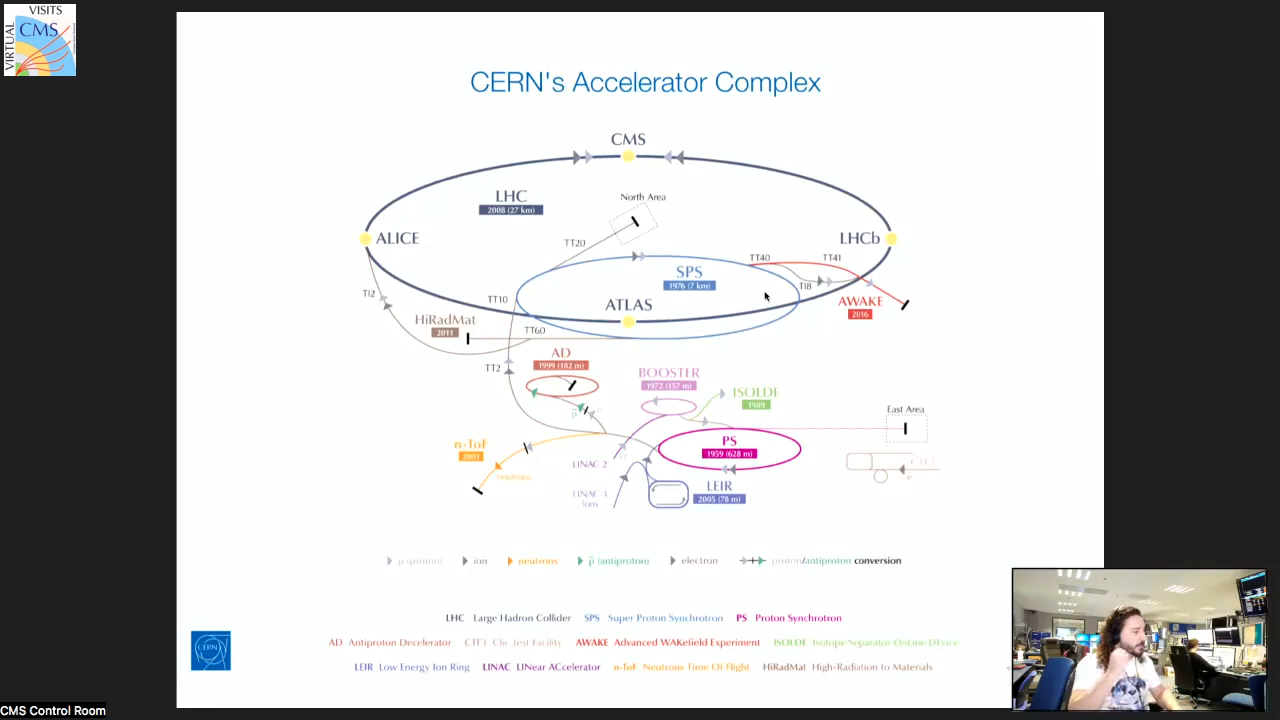 VISITS
VIRTUAL
CMS
CERN's Accelerator Complex
CMS
LHC
2008 (27 km)
North Area
TT20
ALICE
LHCb
SPS
1976 (7 km)
TT40
TT41
TI2
TT10
ATLAS
TI8
AWAKE
2016
HiRadMat
2011
TT60
AD
1999 (182 m)
TT2
BOOSTER
1972 (157 m)
ISOLDE
1989
East Area
p
n-ToF
2001
neutrons
LINAC 2
PS
1959 (628 m)
LINAC 3
Ions
LEIR
2005 (78 m)
p (proton)
ion
neutrons
p̄ (antiproton)
electron
proton/antiproton conversion
LHC Large Hadron Collider SPS Super Proton Synchrotron PS Proton Synchrotron
AD Antiproton Decelerator CTF3 Clic Test Facility AWAKE Advanced WAKefield Experiment ISOLDE Isotope Separator OnLine DEvice
LEIR Low Energy Ion Ring LINAC LINear ACcelerator n-ToF Neutrons Time Of Flight HiRadMat High-Radiation to Materials
CERN
CMS Control Room